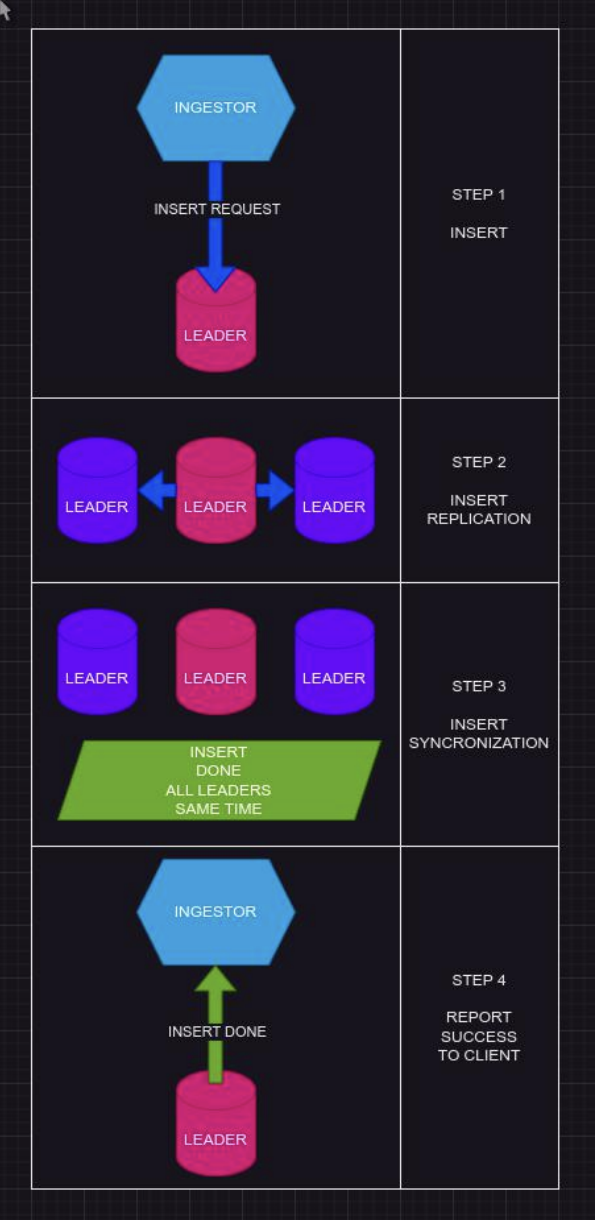 INGESTOR
INSERT REQUEST
LEADER
STEP 1
INSERT
LEADER
LEADER
LEADER
STEP 2
INSERT
REPLICATION
LEADER
LEADER
LEADER
INSERT
DONE
ALL LEADERS
SAME TIME
STEP 3
INSERT
SYNCRONIZATION
INGESTOR
INSERT DONE
LEADER
STEP 4
REPORT
SUCCESS
TO CLIENT